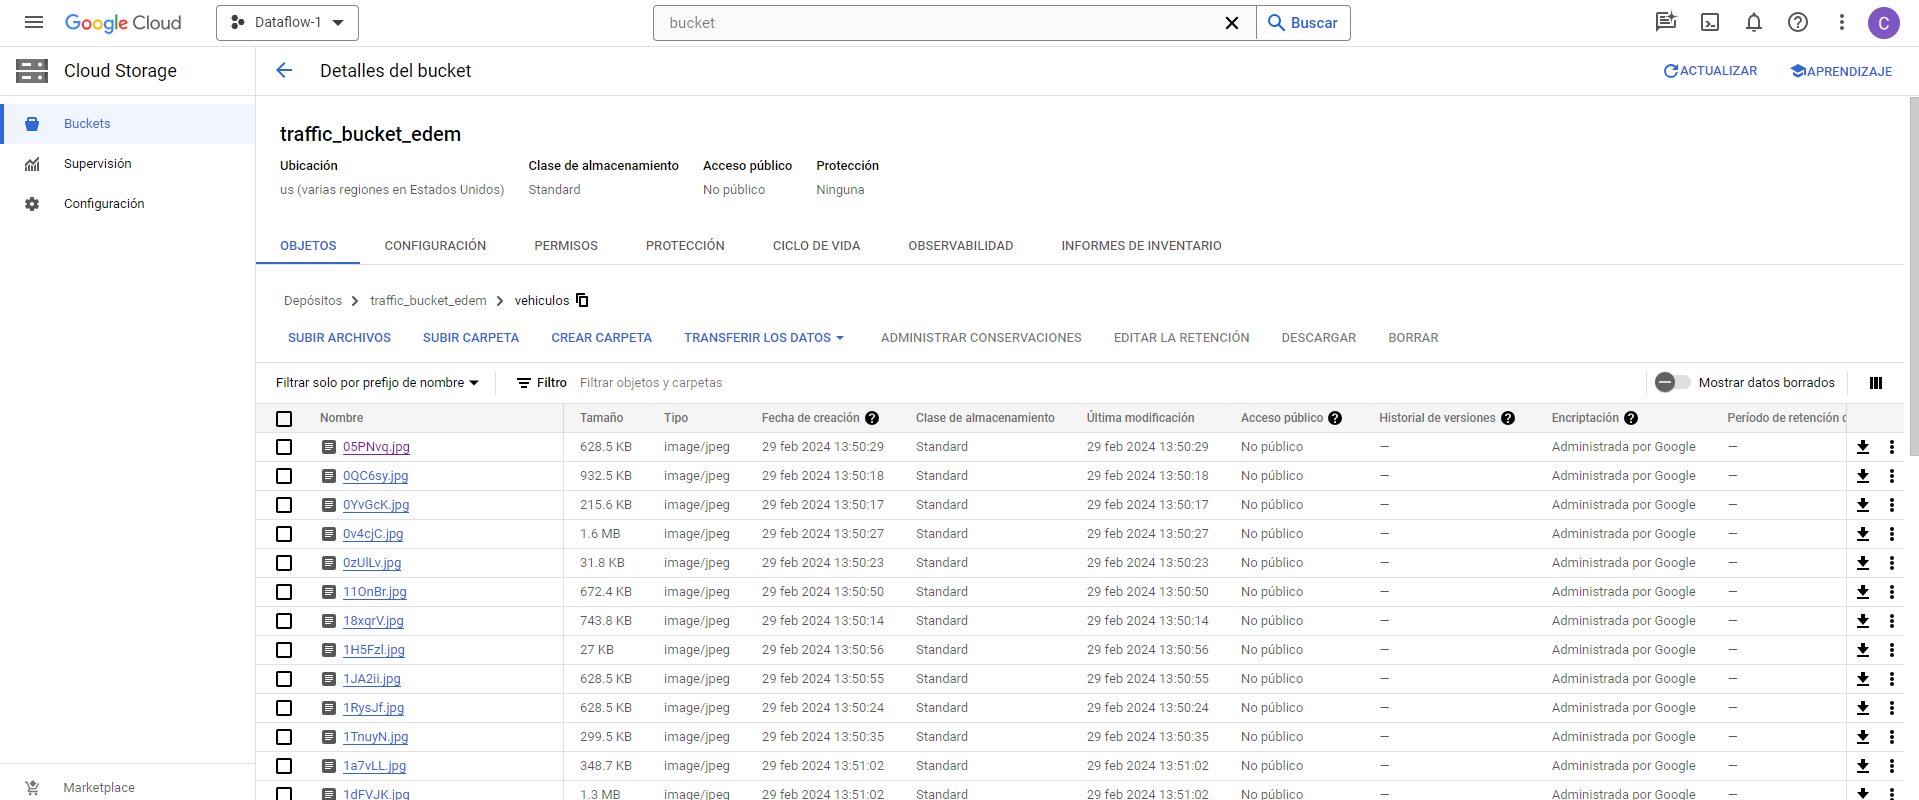 Google Cloud
Dataflow-1
bucket
Buscar
C
Cloud Storage
Detalles del bucket
ACTUALIZAR
APRENDIZAJE
Buckets
Supervisión
Configuración
Marketplace
traffic_bucket_edem
Ubicación Clase de almacenamiento Acceso público Protección
us (varias regiones en Estados Unidos) Standard No público Ninguna
OBJETOS CONFIGURACIÓN PERMISOS PROTECCIÓN CICLO DE VIDA OBSERVABILIDAD INFORMES DE INVENTARIO
Depósitos > traffic_bucket_edem > vehiculos
SUBIR ARCHIVOS SUBIR CARPETA CREAR CARPETA TRANSFERIR LOS DATOS ADMINISTRAR CONSERVACIONES EDITAR LA RETENCIÓN DESCARGAR BORRAR
Filtrar solo por prefijo de nombre Filtro Filtrar objetos y carpetas Mostrar datos borrados
Nombre Tamaño Tipo Fecha de creación Clase de almacenamiento Última modificación Acceso público Historial de versiones Encriptación Período de retención
05PNvq.jpg 628.5 KB image/jpeg 29 feb 2024 13:50:29 Standard 29 feb 2024 13:50:29 No público — Administrada por Google —
0QC6sy.jpg 932.5 KB image/jpeg 29 feb 2024 13:50:18 Standard 29 feb 2024 13:50:18 No público — Administrada por Google —
0YvGcK.jpg 215.6 KB image/jpeg 29 feb 2024 13:50:17 Standard 29 feb 2024 13:50:17 No público — Administrada por Google —
0v4cjC.jpg 1.6 MB image/jpeg 29 feb 2024 13:50:27 Standard 29 feb 2024 13:50:27 No público — Administrada por Google —
0zUlLv.jpg 31.8 KB image/jpeg 29 feb 2024 13:50:23 Standard 29 feb 2024 13:50:23 No público — Administrada por Google —
11OnBr.jpg 672.4 KB image/jpeg 29 feb 2024 13:50:50 Standard 29 feb 2024 13:50:50 No público — Administrada por Google —
18xqrV.jpg 743.8 KB image/jpeg 29 feb 2024 13:50:14 Standard 29 feb 2024 13:50:14 No público — Administrada por Google —
1H5Fzl.jpg 27 KB image/jpeg 29 feb 2024 13:50:56 Standard 29 feb 2024 13:50:56 No público — Administrada por Google —
1JA2ii.jpg 628.5 KB image/jpeg 29 feb 2024 13:50:55 Standard 29 feb 2024 13:50:55 No público — Administrada por Google —
1RysJf.jpg 628.5 KB image/jpeg 29 feb 2024 13:50:24 Standard 29 feb 2024 13:50:24 No público — Administrada por Google —
1TnuyN.jpg 299.5 KB image/jpeg 29 feb 2024 13:50:35 Standard 29 feb 2024 13:50:35 No público — Administrada por Google —
1a7vLL.jpg 348.7 KB image/jpeg 29 feb 2024 13:51:02 Standard 29 feb 2024 13:51:02 No público — Administrada por Google —
1dFVJK.jpg 1.3 MB image/jpeg 29 feb 2024 13:51:02 Standard 29 feb 2024 13:51:02 No público — Administrada por Google —